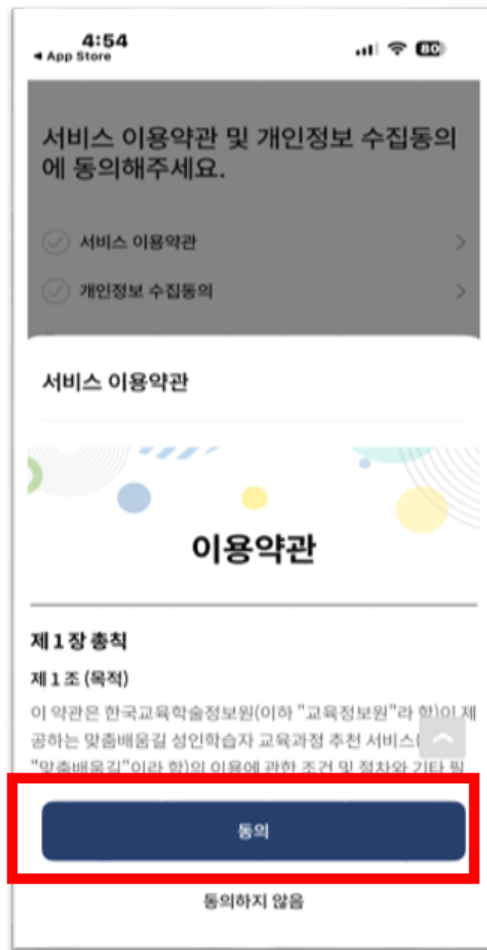 4:54
◀ App Store
80
서비스 이용약관 및 개인정보 수집동의
에 동의해주세요.
서비스 이용약관
개인정보 수집동의
서비스 이용약관
이용약관
제 1 장 총칙
제 1 조 (목적)
이 약관은 한국교육학술정보원(이하 "교육정보원"라 함)이 제
공하는 맞춤배움길 성인학습자 교육과정 추천 서비스(
"맞춤배움길"이라 함)의 이용에 관한 조건 및 절차와 기타 필
동의
동의하지 않음